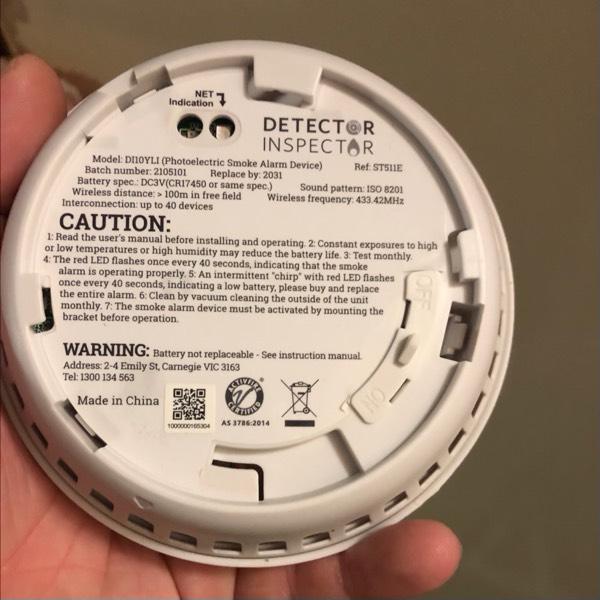 NET
Indication
DETECTOR
INSPECTOR
Model: DI10YLI (Photoelectric Smoke Alarm Device) Ref: ST511E
Batch number: 2105101 Replace by: 2031
Battery spec.: DC3V(CR17450 or same spec.) Sound pattern: ISO 8201
Wireless distance: > 100m in free field Wireless frequency: 433.42MHz
Interconnection: up to 40 devices
CAUTION:
1: Read the user's manual before installing and operating. 2: Constant exposures to high
or low temperatures or high humidity may reduce the battery life. 3: Test monthly.
4: The red LED flashes once every 40 seconds, indicating that the smoke
alarm is operating properly. 5: An intermittent "chirp" with red LED flashes
once every 40 seconds, indicating a low battery, please buy and replace
the entire alarm. 6: Clean by vacuum cleaning the outside of the unit
monthly. 7: The smoke alarm device must be activated by mounting the
bracket before operation.
OFF
WARNING: Battery not replaceable - See instruction manual.
Address: 2-4 Emily St, Carnegie VIC 3163
Tel: 1300 134 563
ON
Made in China
1000000165304
ACTIVFIRE
CERTIFIED
AS 3786:2014